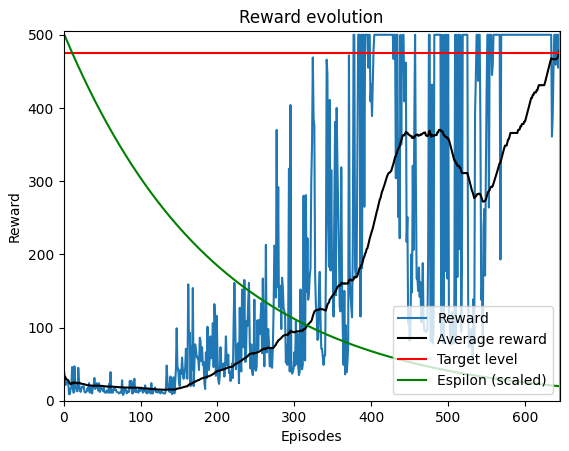 Reward evolution
500
400
300
200
100
0
Reward
0 100 200 300 400 500 600
Episodes
Reward
Average reward
Target level
Espilon (scaled)